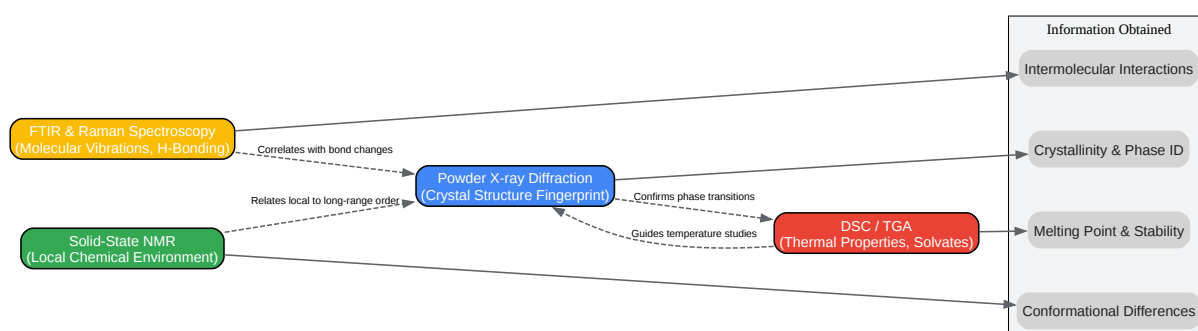 Information Obtained
Intermolecular Interactions
FTIR & Raman Spectroscopy
(Molecular Vibrations, H-Bonding)
Correlates with bond changes
Crystallinity & Phase ID
Powder X-ray Diffraction
(Crystal Structure Fingerprint)
Relates local to long-range order
Confirms phase transitions
Solid-State NMR
(Local Chemical Environment)
Guides temperature studies
DSC / TGA
(Thermal Properties, Solvates)
Melting Point & Stability
Conformational Differences